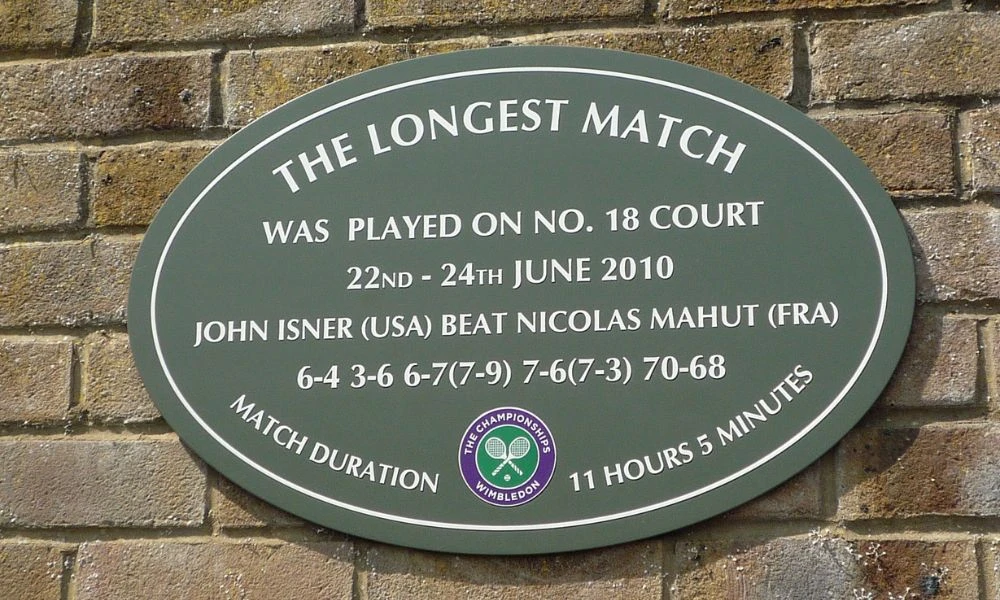 THE LONGEST MATCH
WAS PLAYED ON NO. 18 COURT
22ND - 24TH JUNE 2010
JOHN ISNER (USA) BEAT NICOLAS MAHUT (FRA)
6-4 3-6 6-7(7-9) 7-6(7-3) 70-68
MATCH DURATION
THE CHAMPIONSHIPS
WIMBLEDON
11 HOURS 5 MINUTES